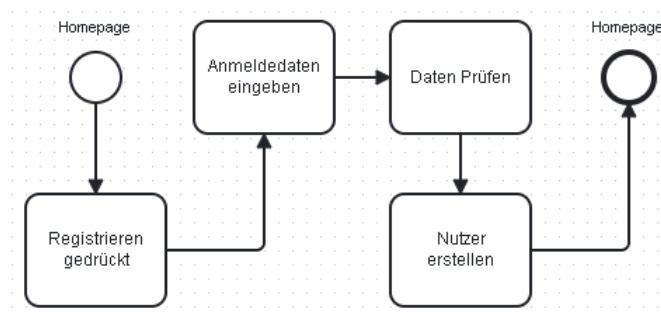 Homepage
Registrieren
gedrückt
Anmeldedaten
eingeben
Daten Prüfen
Nutzer
erstellen
Homepage